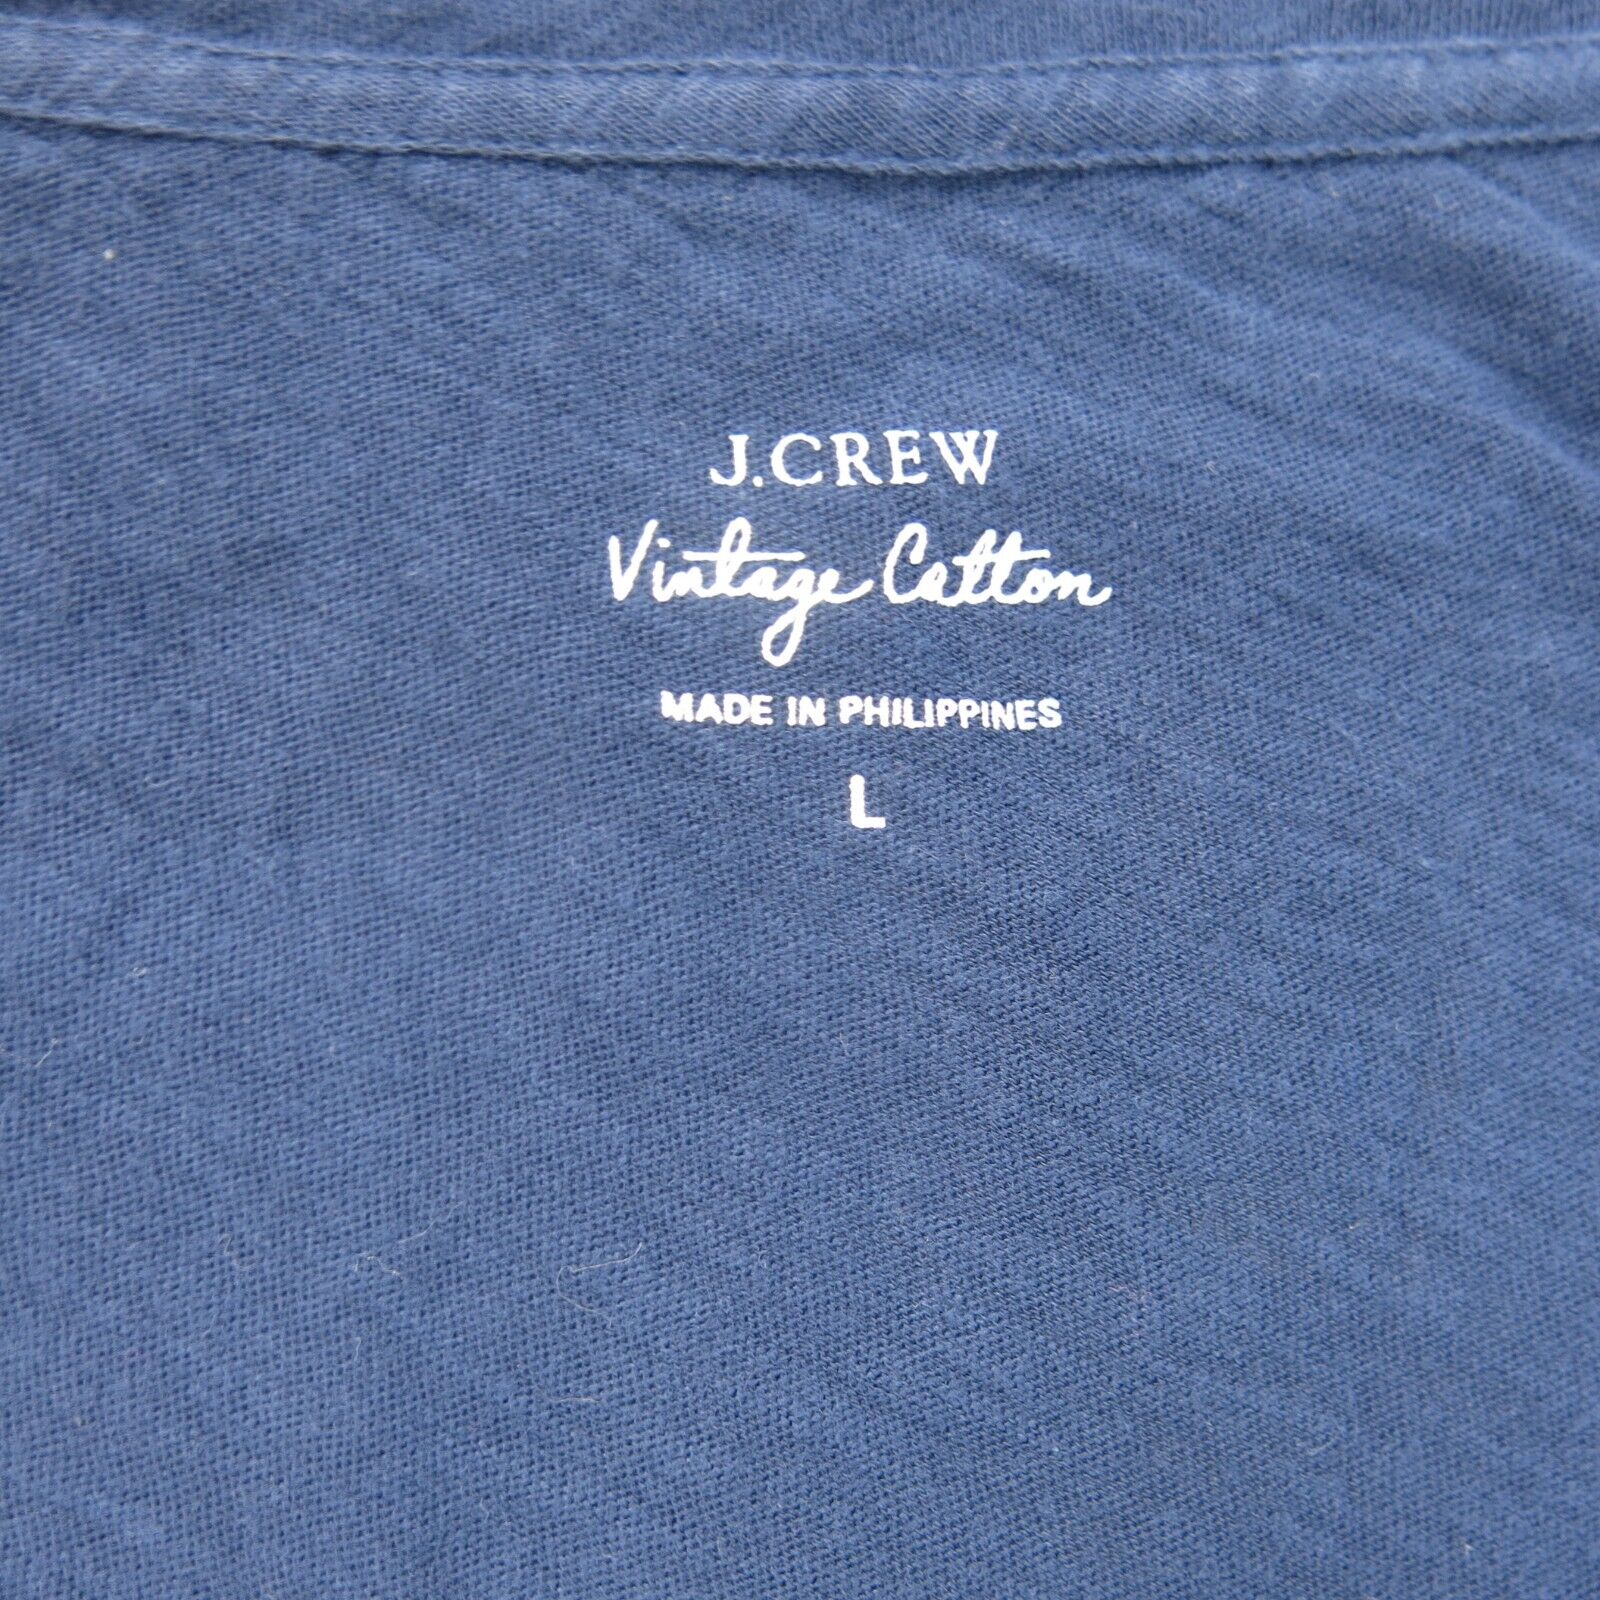 J.CREW
Vintage Cotton
MADE IN PHILIPPINES
L